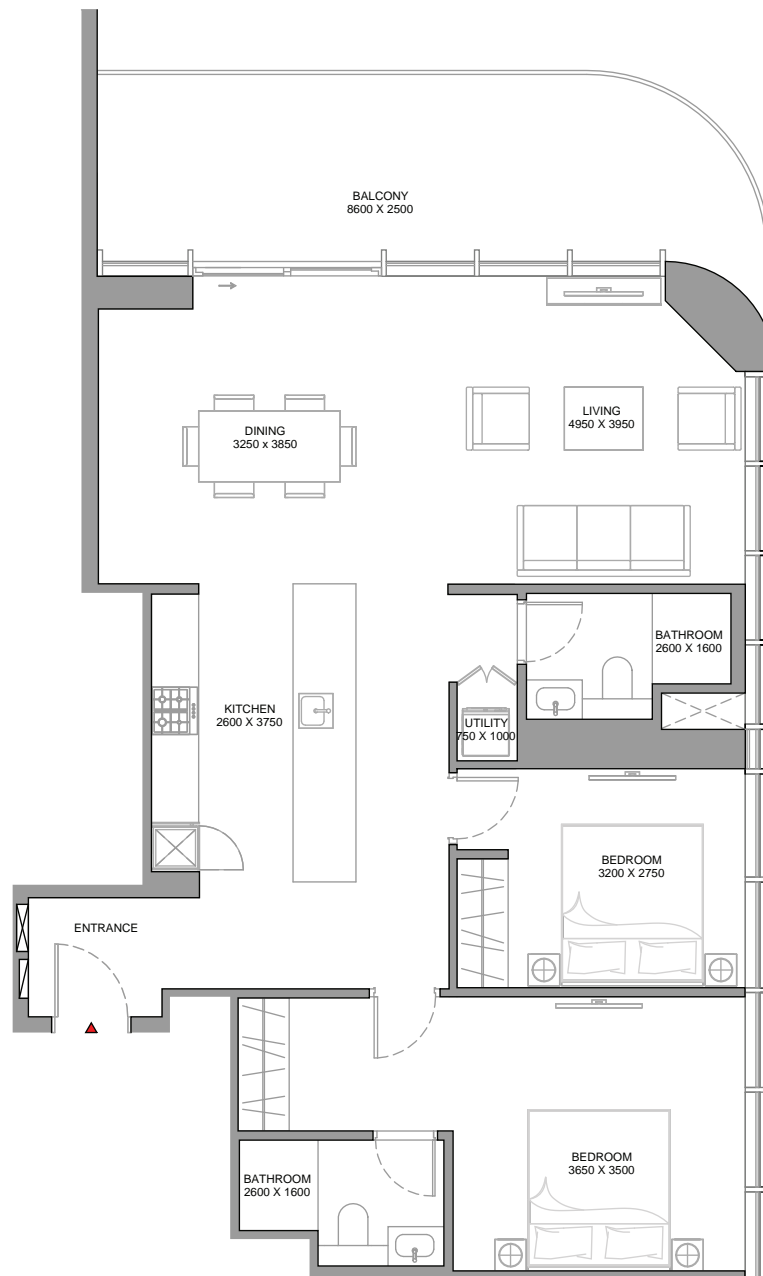 BALCONY
8600 X 2500
DINING
3250 x 3850
LIVING
4950 X 3950
BATHROOM
2600 X 1600
KITCHEN
2600 X 3750
UTILITY
750 X 1000
BEDROOM
3200 X 2750
ENTRANCE
BEDROOM
3650 X 3500
BATHROOM
2600 X 1600